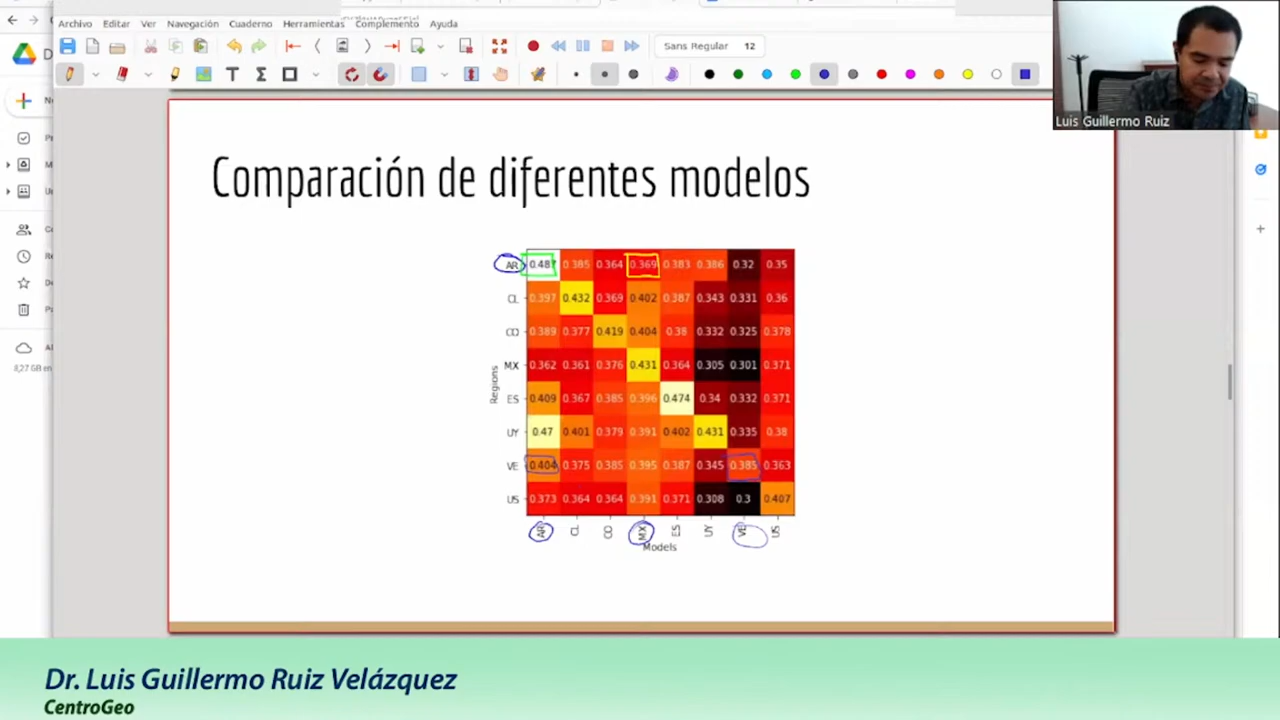 Archivo Editar Ver Navegación Cuaderno Herramientas Complemento Ayuda
Sans Regular 12
Luis Guillermo Ruiz
Comparación de diferentes modelos
AR 0.487 0.385 0.364 0.369 0.383 0.386 0.32 0.35
CL 0.397 0.432 0.369 0.402 0.387 0.343 0.331 0.36
CO 0.389 0.377 0.419 0.404 0.38 0.332 0.325 0.378
MX 0.362 0.361 0.376 0.431 0.364 0.305 0.301 0.371
ES 0.409 0.367 0.385 0.396 0.474 0.34 0.332 0.371
UY 0.47 0.401 0.379 0.391 0.402 0.431 0.335 0.38
VE 0.404 0.375 0.385 0.395 0.387 0.345 0.385 0.363
US 0.373 0.364 0.364 0.391 0.371 0.308 0.3 0.407
Regions
AR CL CO MX ES UY VE US
Models
8,27 GB en
Dr. Luis Guillermo Ruiz Velázquez
CentroGeo